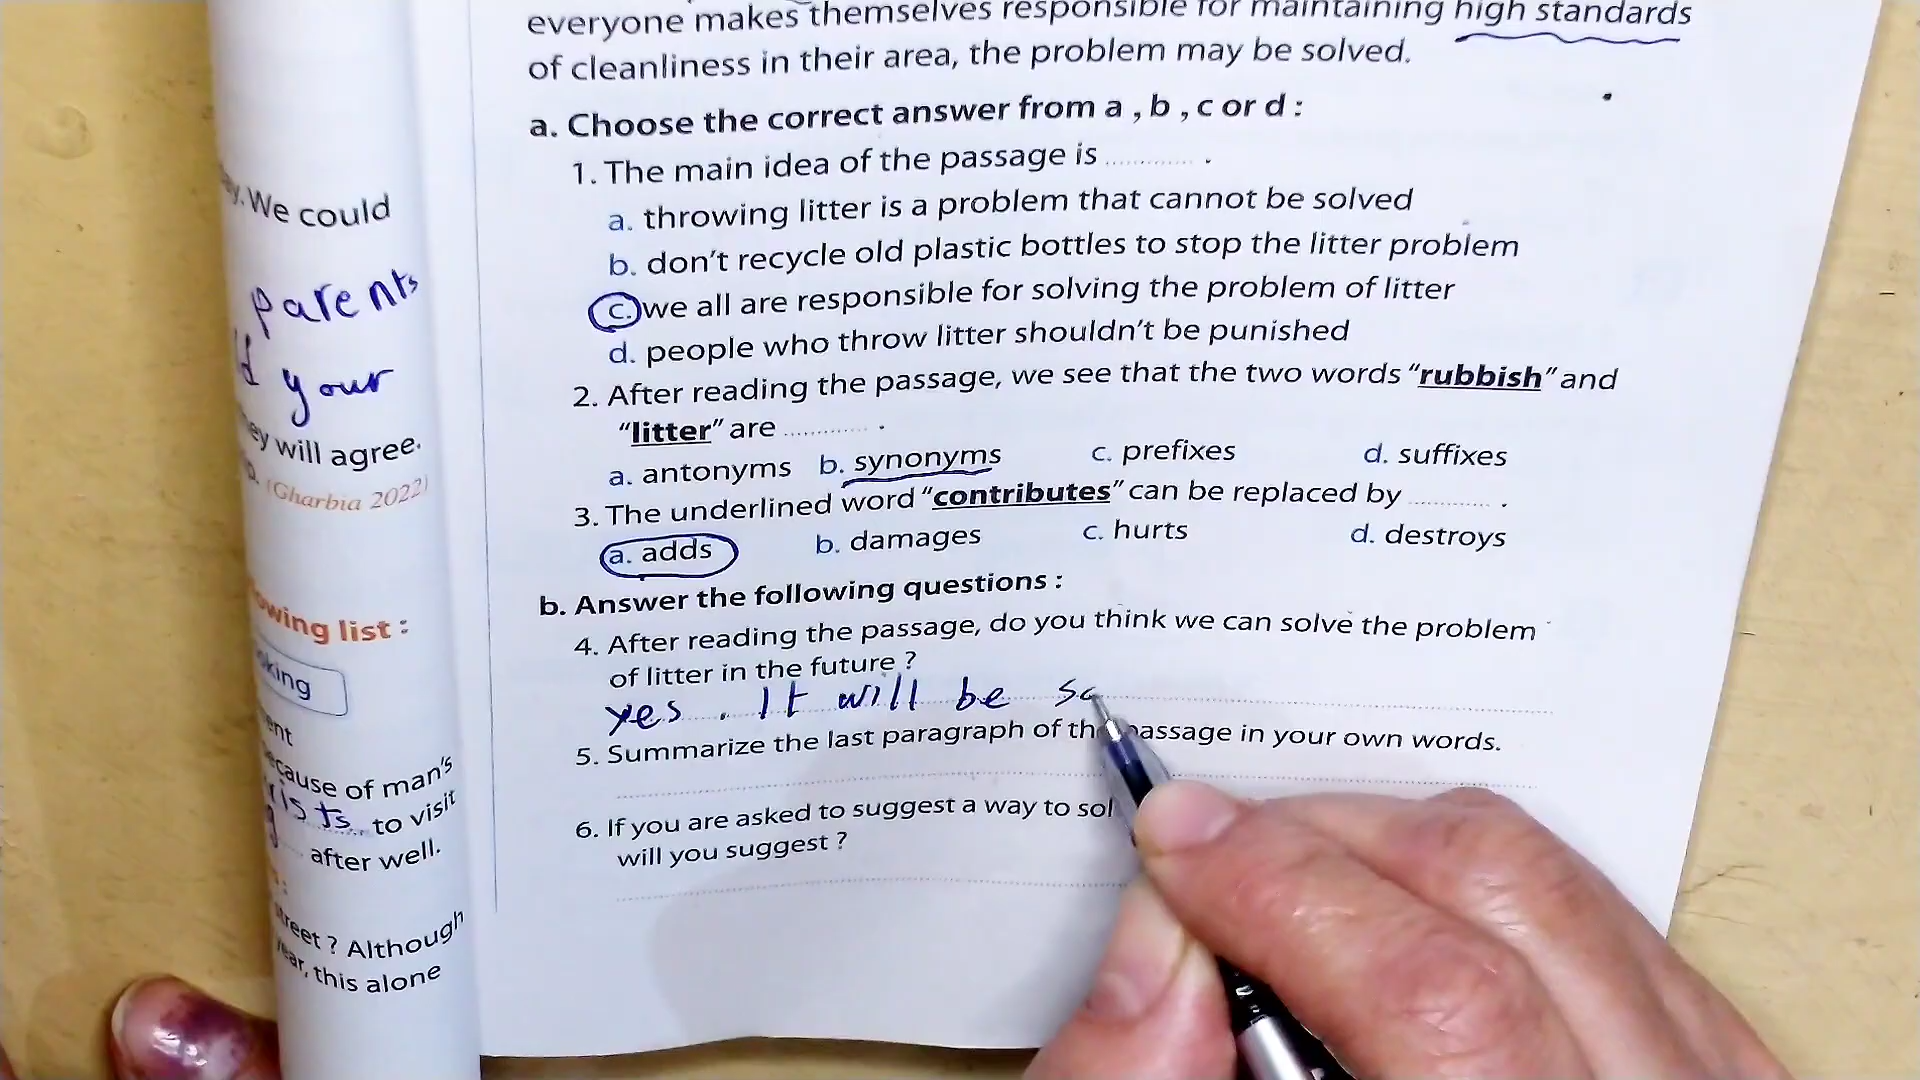 We could
parents
your
will agree.
(Gharbia 2022)
list :
because of man's
to visit
after well.
street ? Although
year, this alone
everyone makes themselves responsible for maintaining high standards
of cleanliness in their area, the problem may be solved.
a. Choose the correct answer from a , b , c or d :
1. The main idea of the passage is ............ .
a. throwing litter is a problem that cannot be solved
b. don't recycle old plastic bottles to stop the litter problem
c. we all are responsible for solving the problem of litter
d. people who throw litter shouldn't be punished
2. After reading the passage, we see that the two words "rubbish" and
"litter" are ............ .
a. antonyms b. synonyms c. prefixes d. suffixes
3. The underlined word "contributes" can be replaced by ............ .
a. adds b. damages c. hurts d. destroys
b. Answer the following questions :
4. After reading the passage, do you think we can solve the problem
of litter in the future ?
yes . It will be so
5. Summarize the last paragraph of the passage in your own words.
6. If you are asked to suggest a way to sol
will you suggest ?